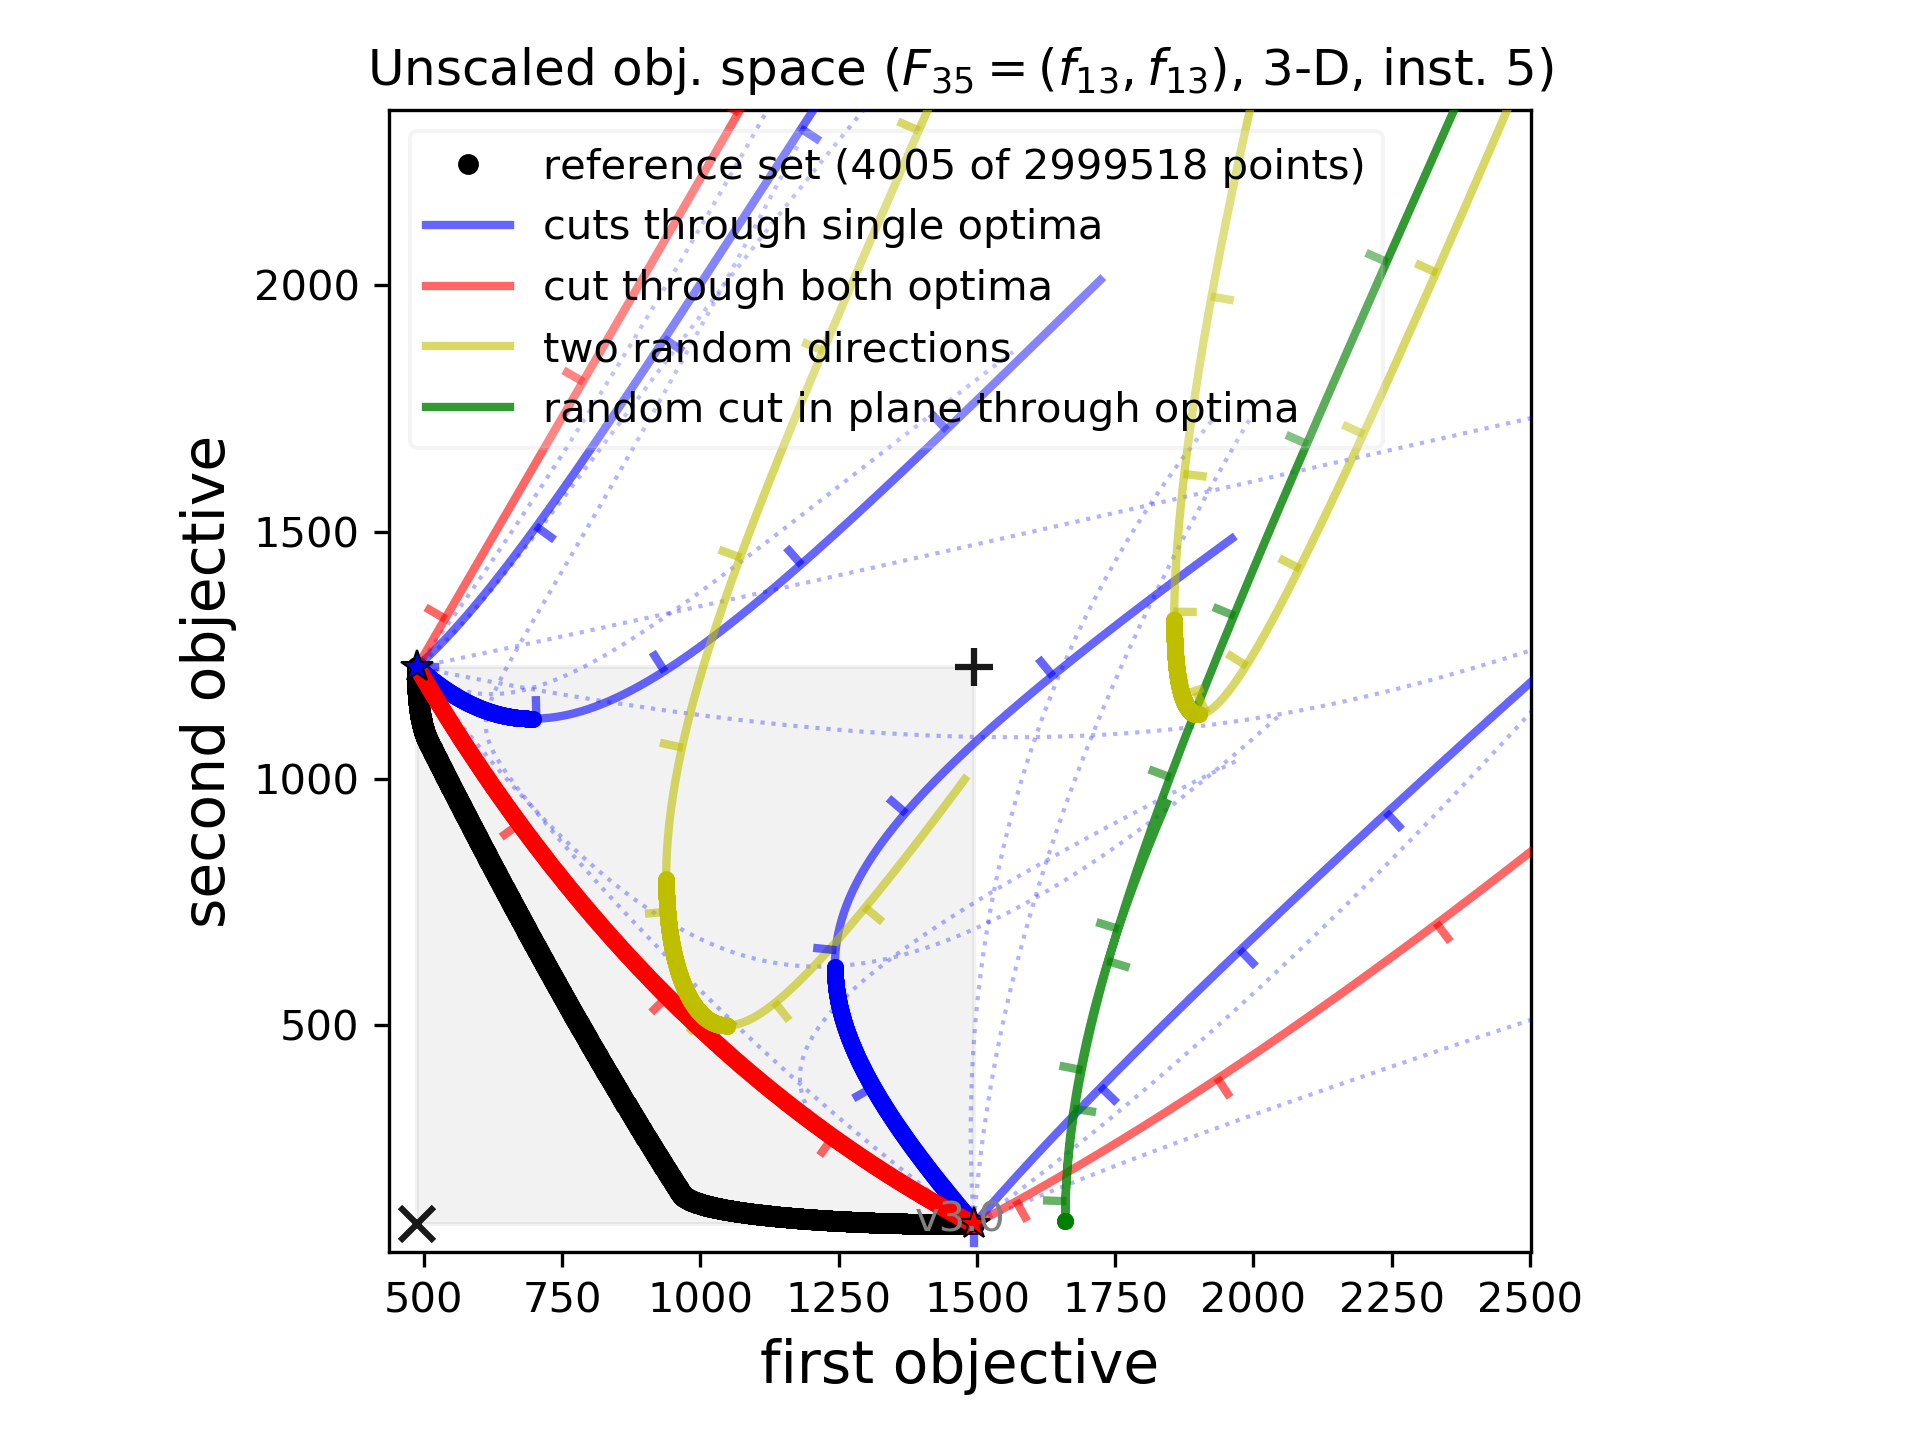 Unscaled obj. space (F₃₅ = (f₁₃, f₁₃), 3-D, inst. 5)
reference set (4005 of 2999518 points)
cuts through single optima
cut through both optima
two random directions
random cut in plane through optima
second objective
2000
1500
1000
500
v3.0
500 750 1000 1250 1500 1750 2000 2250 2500
first objective